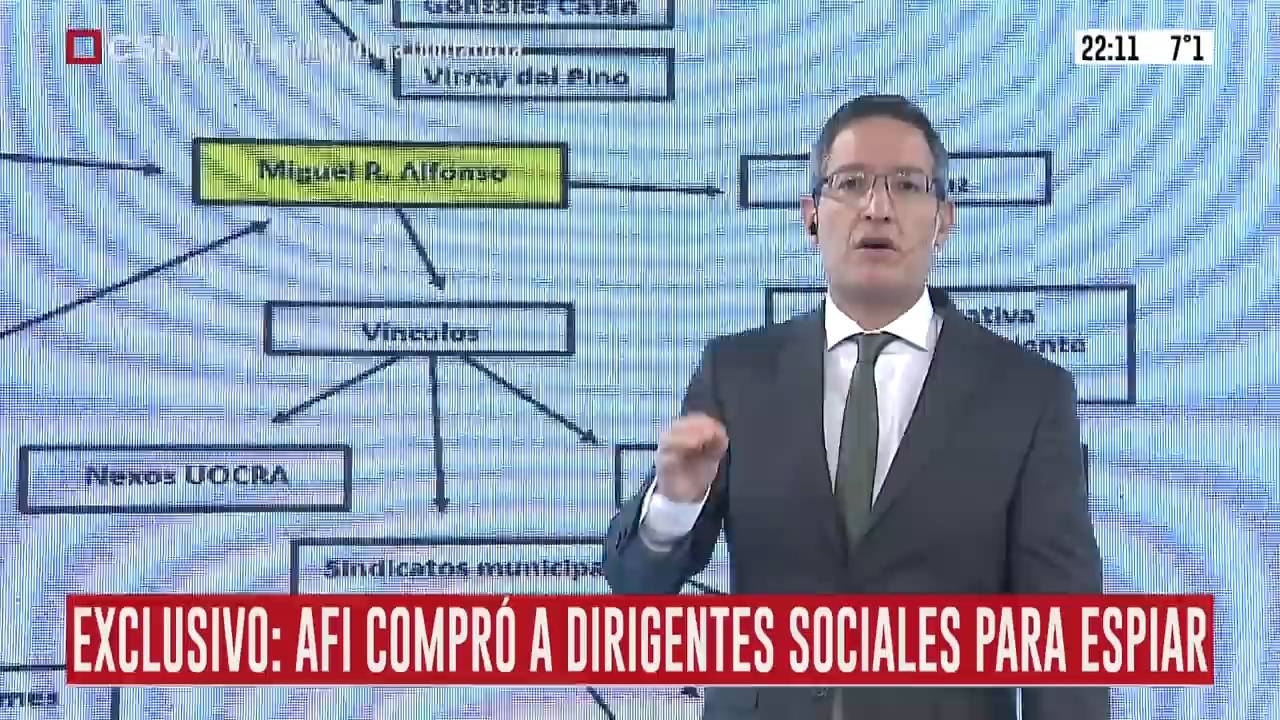 González Catán
C5N
22:11 7°1
Virrey del Pino
Miguel R. Alfonso
Vínculos
Nexos UOCRA
Sindicatos municipa
EXCLUSIVO: AFI COMPRÓ A DIRIGENTES SOCIALES PARA ESPIAR